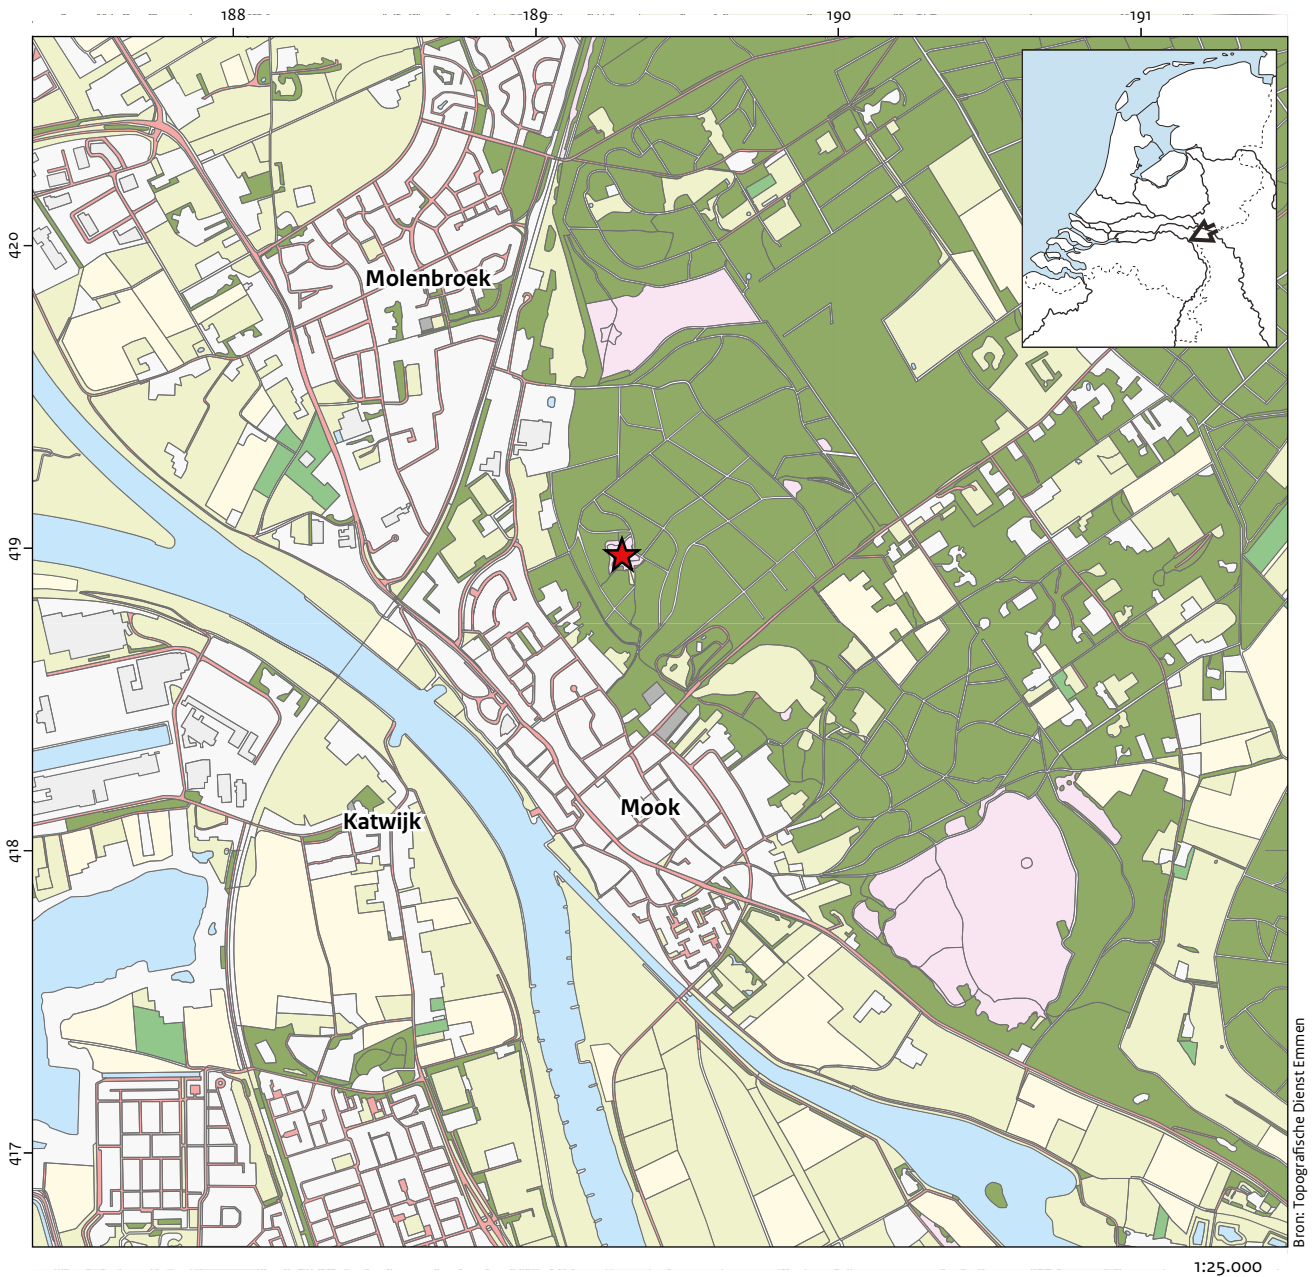 188 189 190 191
420
Molenbroek
419
Mook
Katwijk
418
417
Bron: Topografische Dienst Emmen
1:25.000